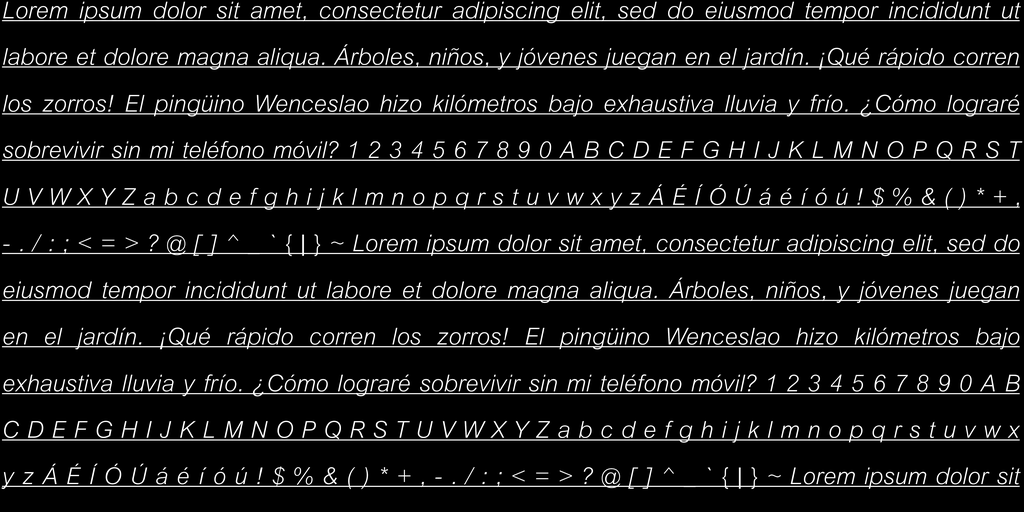 Lorem ipsum dolor sit amet, consectetur adipiscing elit, sed do eiusmod tempor incididunt ut
labore et dolore magna aliqua. Árboles, niños, y jóvenes juegan en el jardín. ¡Qué rápido corren
los zorros! El pingüino Wenceslao hizo kilómetros bajo exhaustiva lluvia y frío. ¿Cómo lograré
sobrevivir sin mi teléfono móvil? 1 2 3 4 5 6 7 8 9 0 A B C D E F G H I J K L M N O P Q R S T
U V W X Y Z a b c d e f g h i j k l m n o p q r s t u v w x y z Á É Í Ó Ú á é í ó ú ! $ % & ( ) * + ,
- . / : ; < = > ? @ [ ] ^ _ ` { | } ~ Lorem ipsum dolor sit amet, consectetur adipiscing elit, sed do
eiusmod tempor incididunt ut labore et dolore magna aliqua. Árboles, niños, y jóvenes juegan
en el jardín. ¡Qué rápido corren los zorros! El pingüino Wenceslao hizo kilómetros bajo
exhaustiva lluvia y frío. ¿Cómo lograré sobrevivir sin mi teléfono móvil? 1 2 3 4 5 6 7 8 9 0 A B
C D E F G H I J K L M N O P Q R S T U V W X Y Z a b c d e f g h i j k l m n o p q r s t u v w x
y z Á É Í Ó Ú á é í ó ú ! $ % & ( ) * + , - . / : ; < = > ? @ [ ] ^ _ ` { | } ~ Lorem ipsum dolor sit